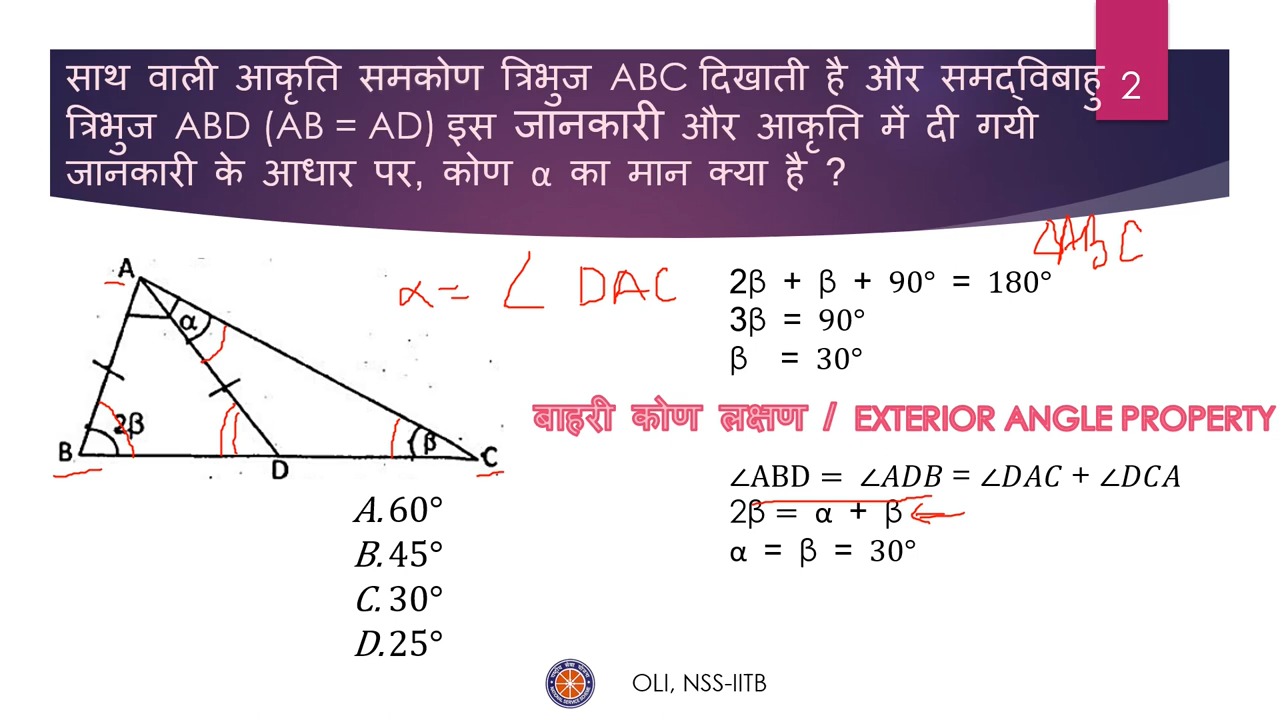 2
साथ वाली आकृति समकोण त्रिभुज ABC दिखाती है और समद्विबाहु
त्रिभुज ABD (AB = AD) इस जानकारी और आकृति में दी गयी
जानकारी के आधार पर, कोण α का मान क्या है ?
∠ABC
A
α
2β
B
D
β
C
α = ∠ DAC
2β + β + 90° = 180°
3β = 90°
β = 30°
बाहरी कोण लक्षण / EXTERIOR ANGLE PROPERTY
∠ABD = ∠ADB = ∠DAC + ∠DCA
2β = α + β
α = β = 30°
A. 60°
B. 45°
C. 30°
D. 25°
OLI, NSS-IITB